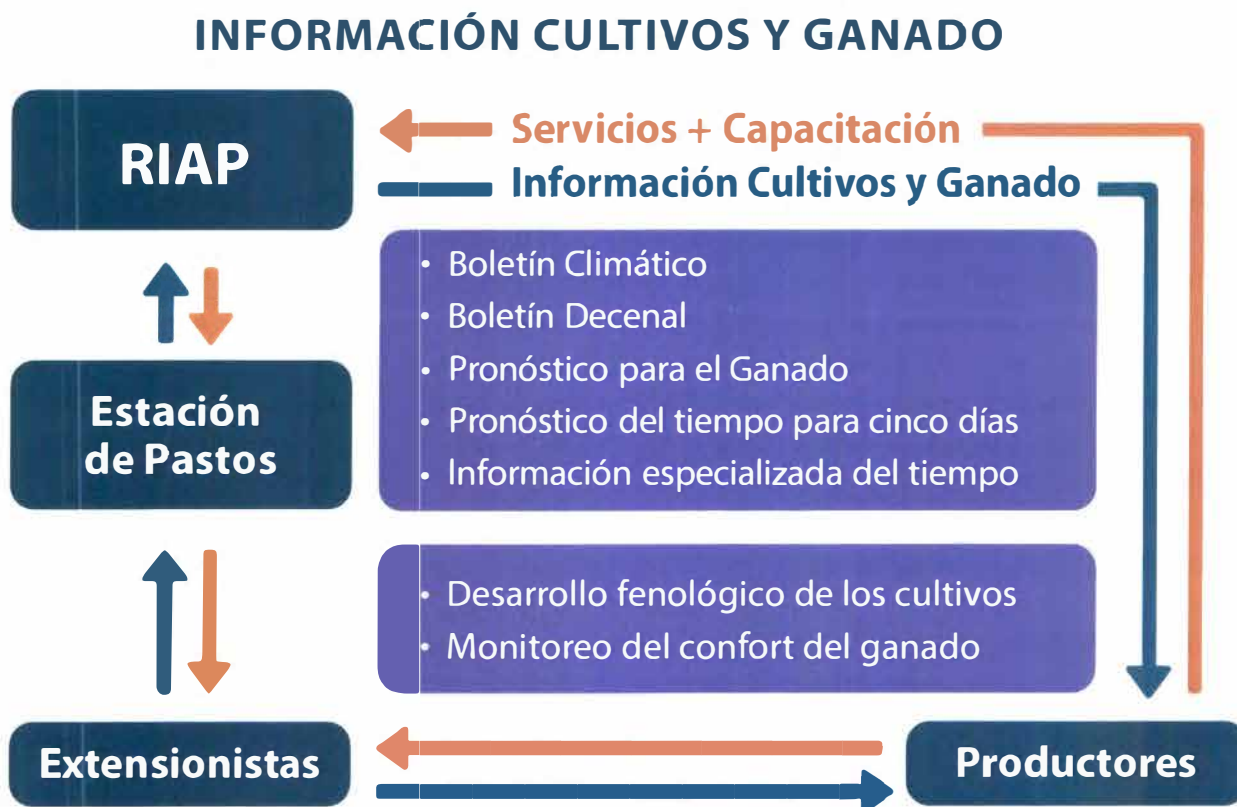 INFORMACIÓN CULTIVOS Y GANADO
RIAP
Servicios + Capacitación
Información Cultivos y Ganado
• Boletín Climático
• Boletín Decenal
• Pronóstico para el Ganado
• Pronóstico del tiempo para cinco días
• Información especializada del tiempo
Estación
de Pastos
• Desarrollo fenológico de los cultivos
• Monitoreo del confort del ganado
Extensionistas
Productores